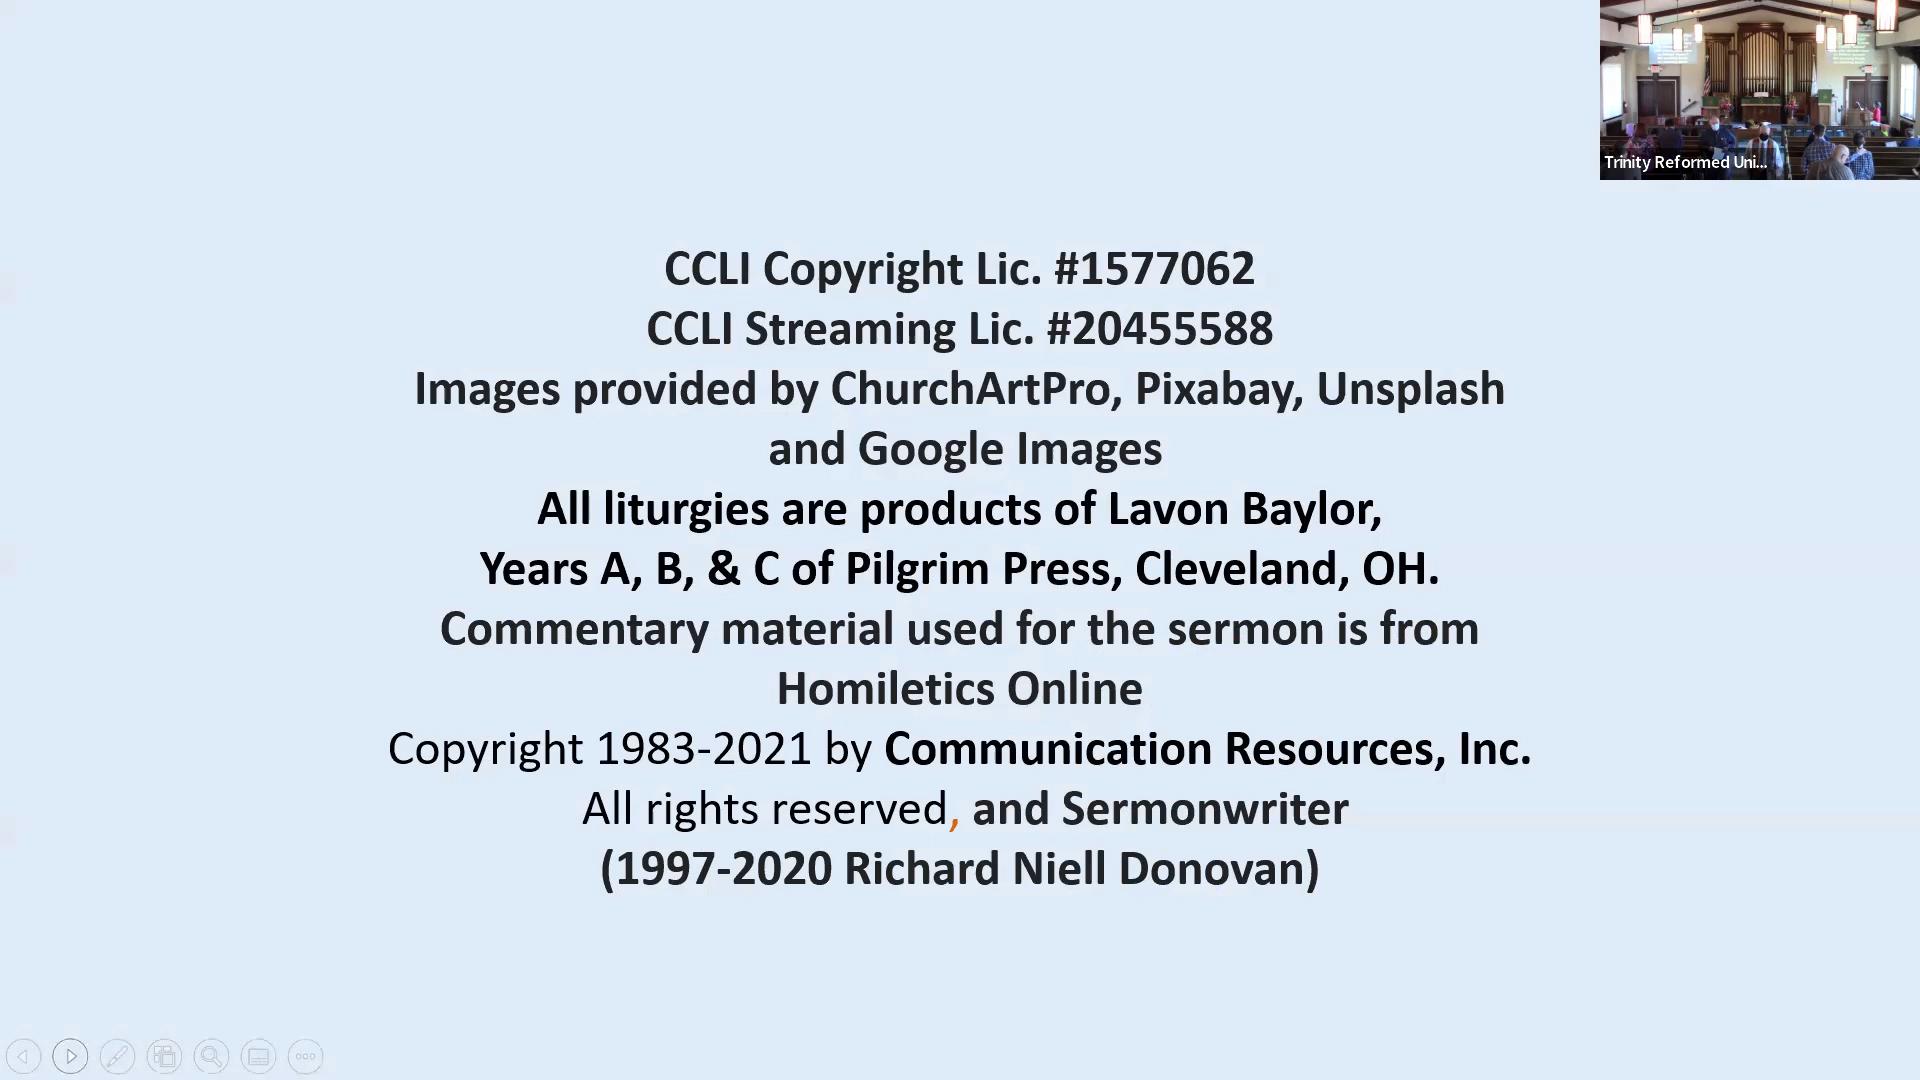 Trinity Reformed Uni...
CCLI Copyright Lic. #1577062
CCLI Streaming Lic. #20455588
Images provided by ChurchArtPro, Pixabay, Unsplash
and Google Images
All liturgies are products of Lavon Baylor,
Years A, B, & C of Pilgrim Press, Cleveland, OH.
Commentary material used for the sermon is from
Homiletics Online
Copyright 1983-2021 by Communication Resources, Inc.
All rights reserved, and Sermonwriter
(1997-2020 Richard Niell Donovan)